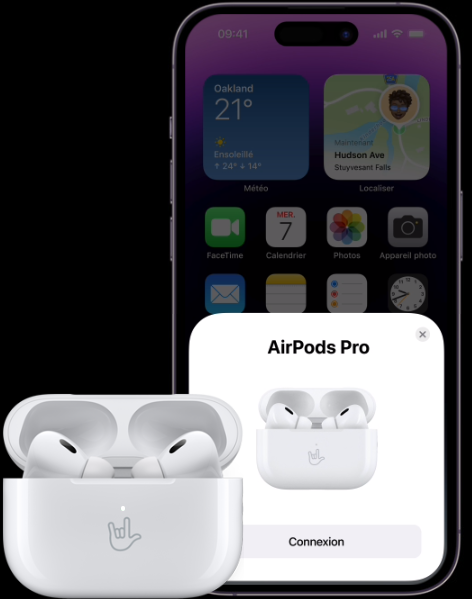 09:41
Oakland
21°
Ensoleillé
↑ 24° ↓ 14°
Météo
Maintenant
Hudson Ave
Stuyvesant Falls
Localiser
FaceTime
MER.
7
Calendrier
Photos
Appareil photo
AirPods Pro
Connexion